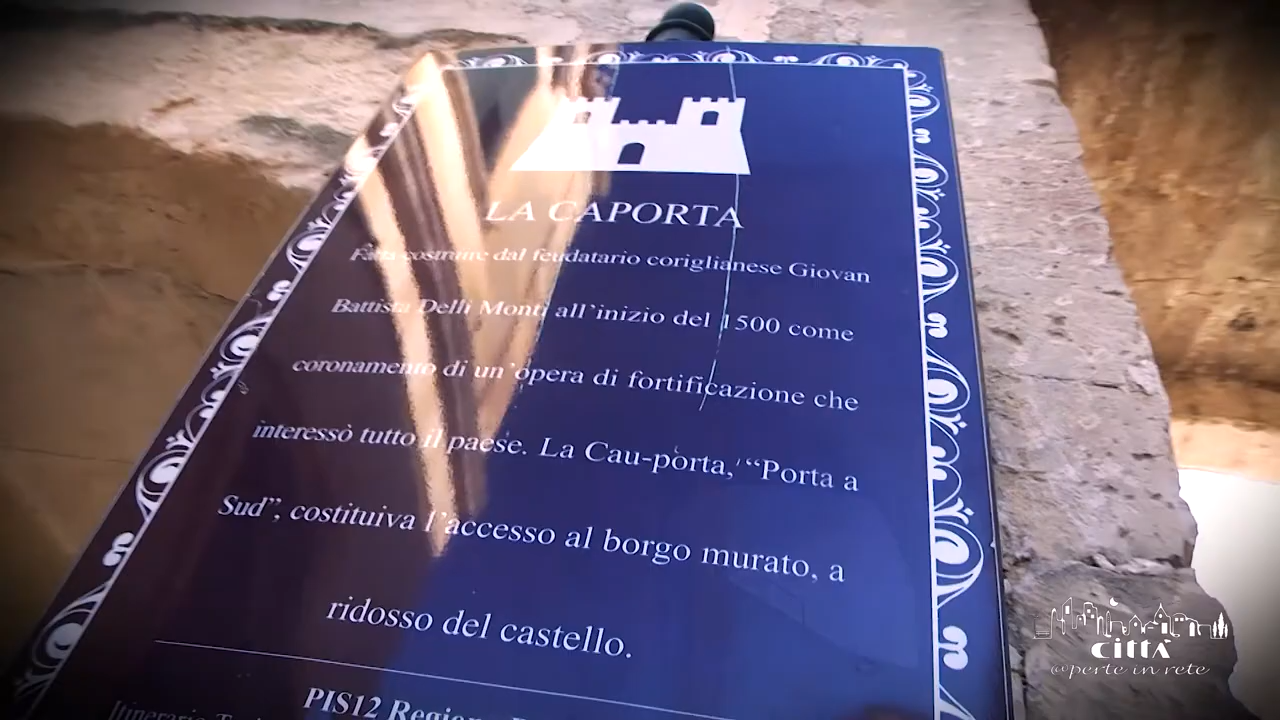 LA CAPORTA
Fatta costruire dal feudatario coriglianese Giovan
Battista Delli Monti all'inizio del 1500 come
coronamento di un'opera di fortificazione che
interessò tutto il paese. La Cau-porta, “Porta a
Sud”, costituiva l'accesso al borgo murato, a
ridosso del castello.
PIS12
Itinerario
CITTÀ
@perte in rete